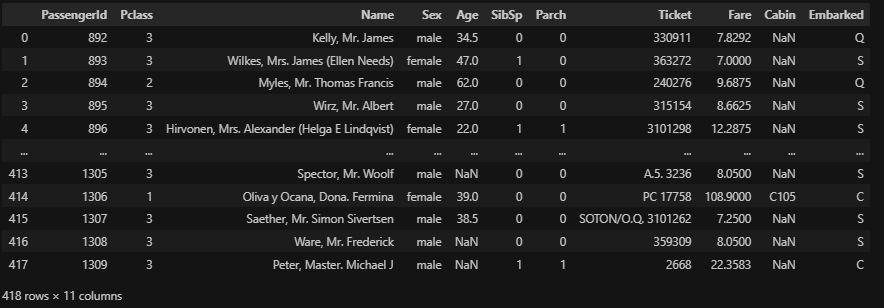 PassengerId Pclass Name Sex Age SibSp Parch Ticket Fare Cabin Embarked
0 892 3 Kelly, Mr. James male 34.5 0 0 330911 7.8292 NaN Q
1 893 3 Wilkes, Mrs. James (Ellen Needs) female 47.0 1 0 363272 7.0000 NaN S
2 894 2 Myles, Mr. Thomas Francis male 62.0 0 0 240276 9.6875 NaN Q
3 895 3 Wirz, Mr. Albert male 27.0 0 0 315154 8.6625 NaN S
4 896 3 Hirvonen, Mrs. Alexander (Helga E Lindqvist) female 22.0 1 1 3101298 12.2875 NaN S
... ... ... ... ... ... ... ... ... ... ... ...
413 1305 3 Spector, Mr. Woolf male NaN 0 0 A.5. 3236 8.0500 NaN S
414 1306 1 Oliva y Ocana, Dona. Fermina female 39.0 0 0 PC 17758 108.9000 C105 C
415 1307 3 Saether, Mr. Simon Sivertsen male 38.5 0 0 SOTON/O.Q. 3101262 7.2500 NaN S
416 1308 3 Ware, Mr. Frederick male NaN 0 0 359309 8.0500 NaN S
417 1309 3 Peter, Master. Michael J male NaN 1 1 2668 22.3583 NaN C
418 rows × 11 columns